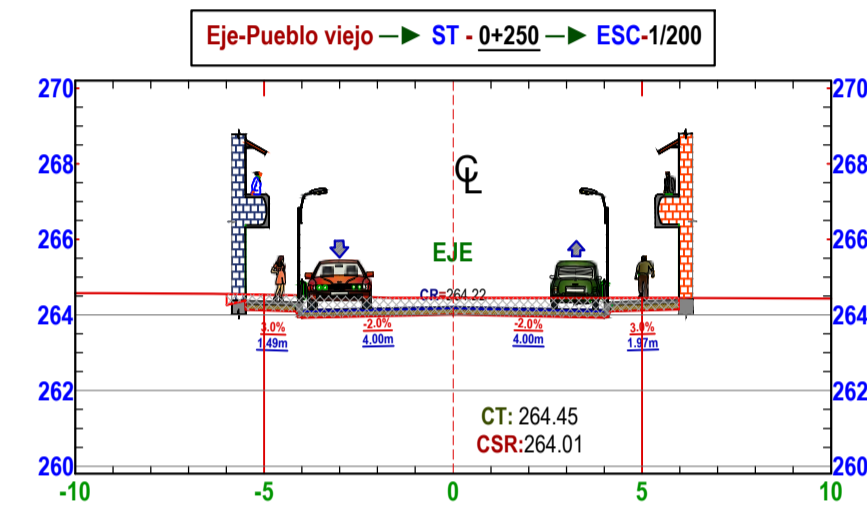 Eje-Pueblo viejo ST - 0+250 ESC-1/200
270 270
268 268
266 266
EJE
CR=264.22
264 264
3.0% -2.0% -2.0% 3.0%
1.49m 4.00m 4.00m 1.97m
262 262
CT: 264.45
CSR:264.01
260 260
-10 -5 0 5 10